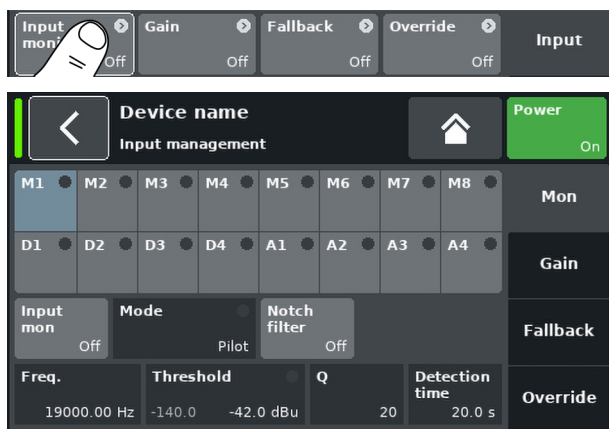 Input
moni
Off
Gain
Off
Fallback
Off
Override
Off
Input
Device name
Input management
Power
On
M1 M2 M3 M4 M5 M6 M7 M8
Mon
D1 D2 D3 D4 A1 A2 A3 A4
Gain
Input
mon
Off
Mode
Pilot
Notch
filter
Off
Fallback
Freq.
19000.00 Hz
Threshold
-140.0 -42.0 dBu
Q
20
Detection
time
20.0 s
Override